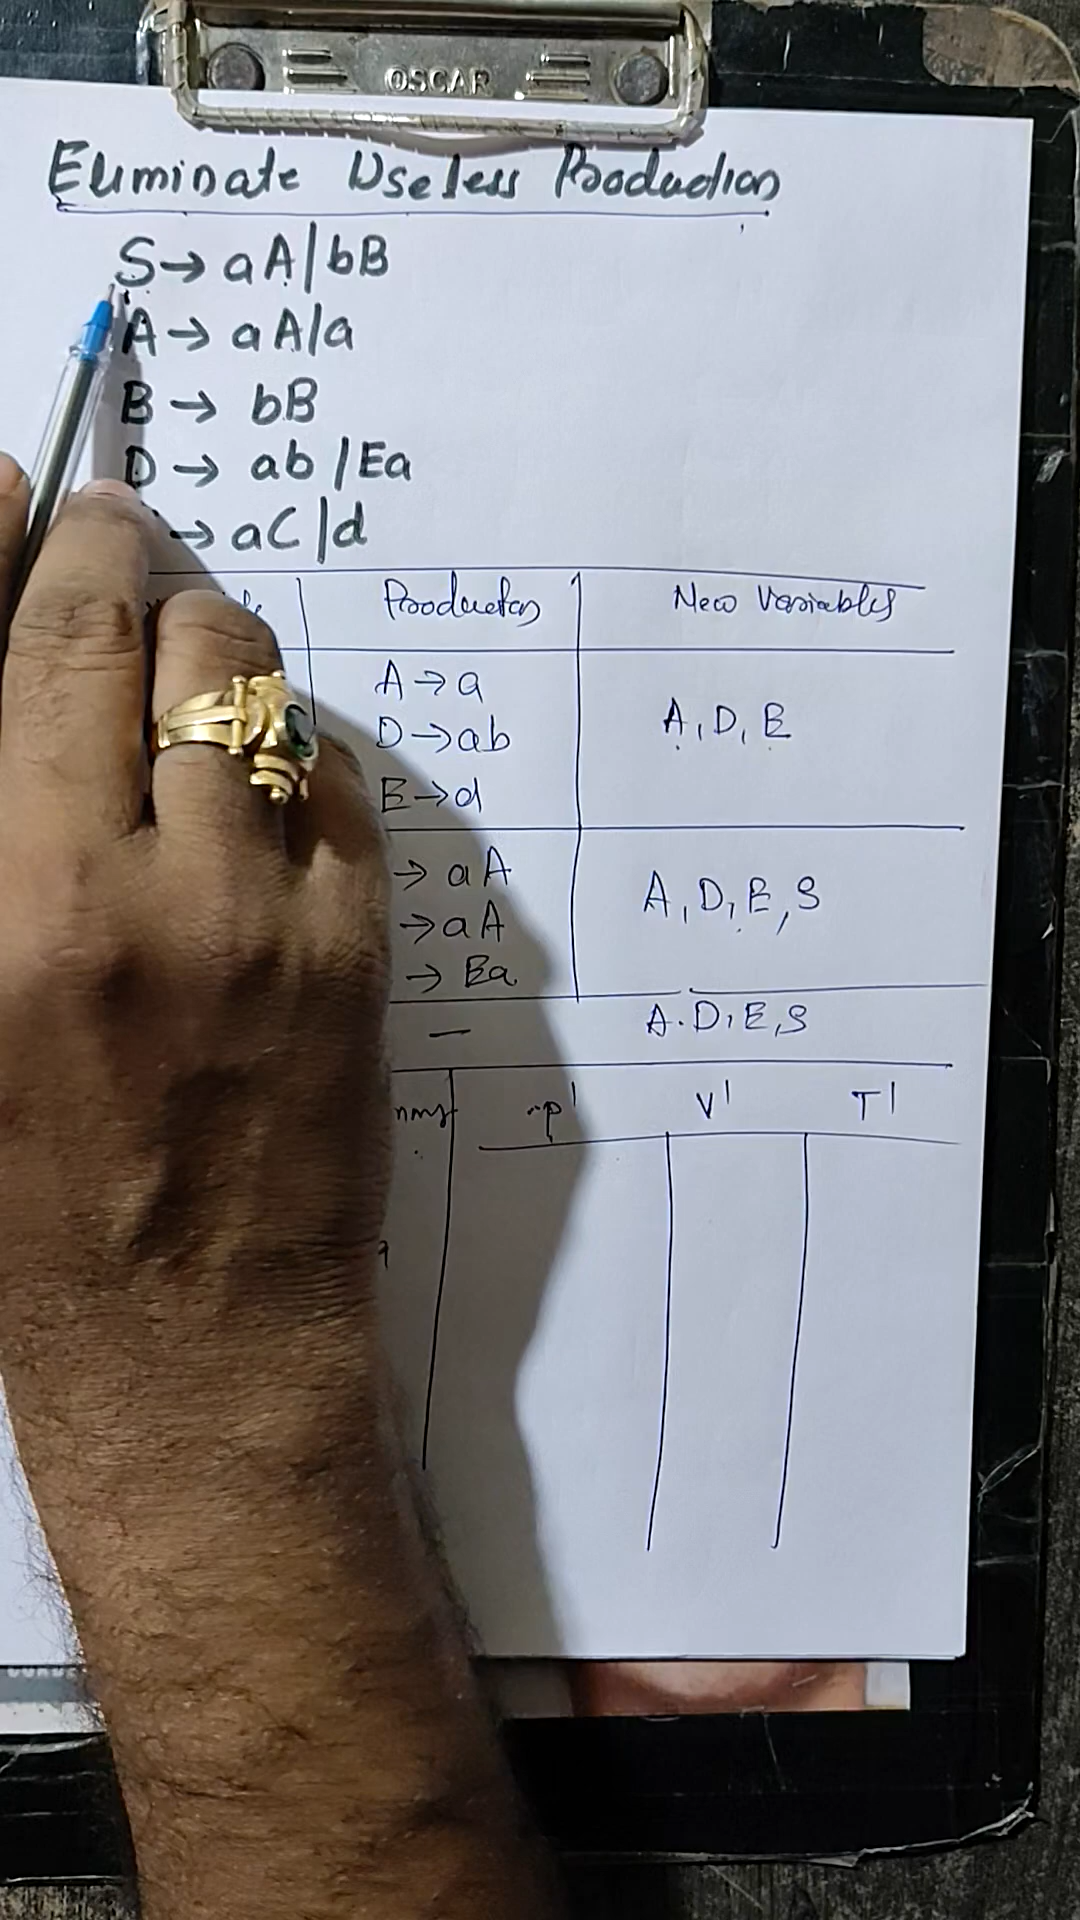 OSCAR
Eliminate Useless Production
S → aA | bB
A → aA | a
B → bB
D → ab | Ea
→ aC | d
Production New Variables
A → a
D → ab
E → d
A, D, E
→ aA
→ aA
→ Ea
A, D, E, S
— A. D, E, S
P' V' T'